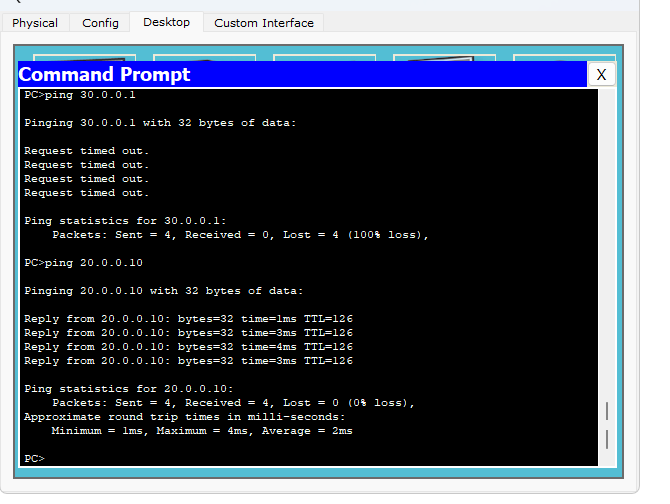 Physical Config Desktop Custom Interface
Command Prompt X
PC>ping 30.0.0.1
Pinging 30.0.0.1 with 32 bytes of data:
Request timed out.
Request timed out.
Request timed out.
Request timed out.
Ping statistics for 30.0.0.1:
Packets: Sent = 4, Received = 0, Lost = 4 (100% loss),
PC>ping 20.0.0.10
Pinging 20.0.0.10 with 32 bytes of data:
Reply from 20.0.0.10: bytes=32 time=1ms TTL=126
Reply from 20.0.0.10: bytes=32 time=3ms TTL=126
Reply from 20.0.0.10: bytes=32 time=4ms TTL=126
Reply from 20.0.0.10: bytes=32 time=3ms TTL=126
Ping statistics for 20.0.0.10:
Packets: Sent = 4, Received = 4, Lost = 0 (0% loss),
Approximate round trip times in milli-seconds:
Minimum = 1ms, Maximum = 4ms, Average = 2ms
PC>